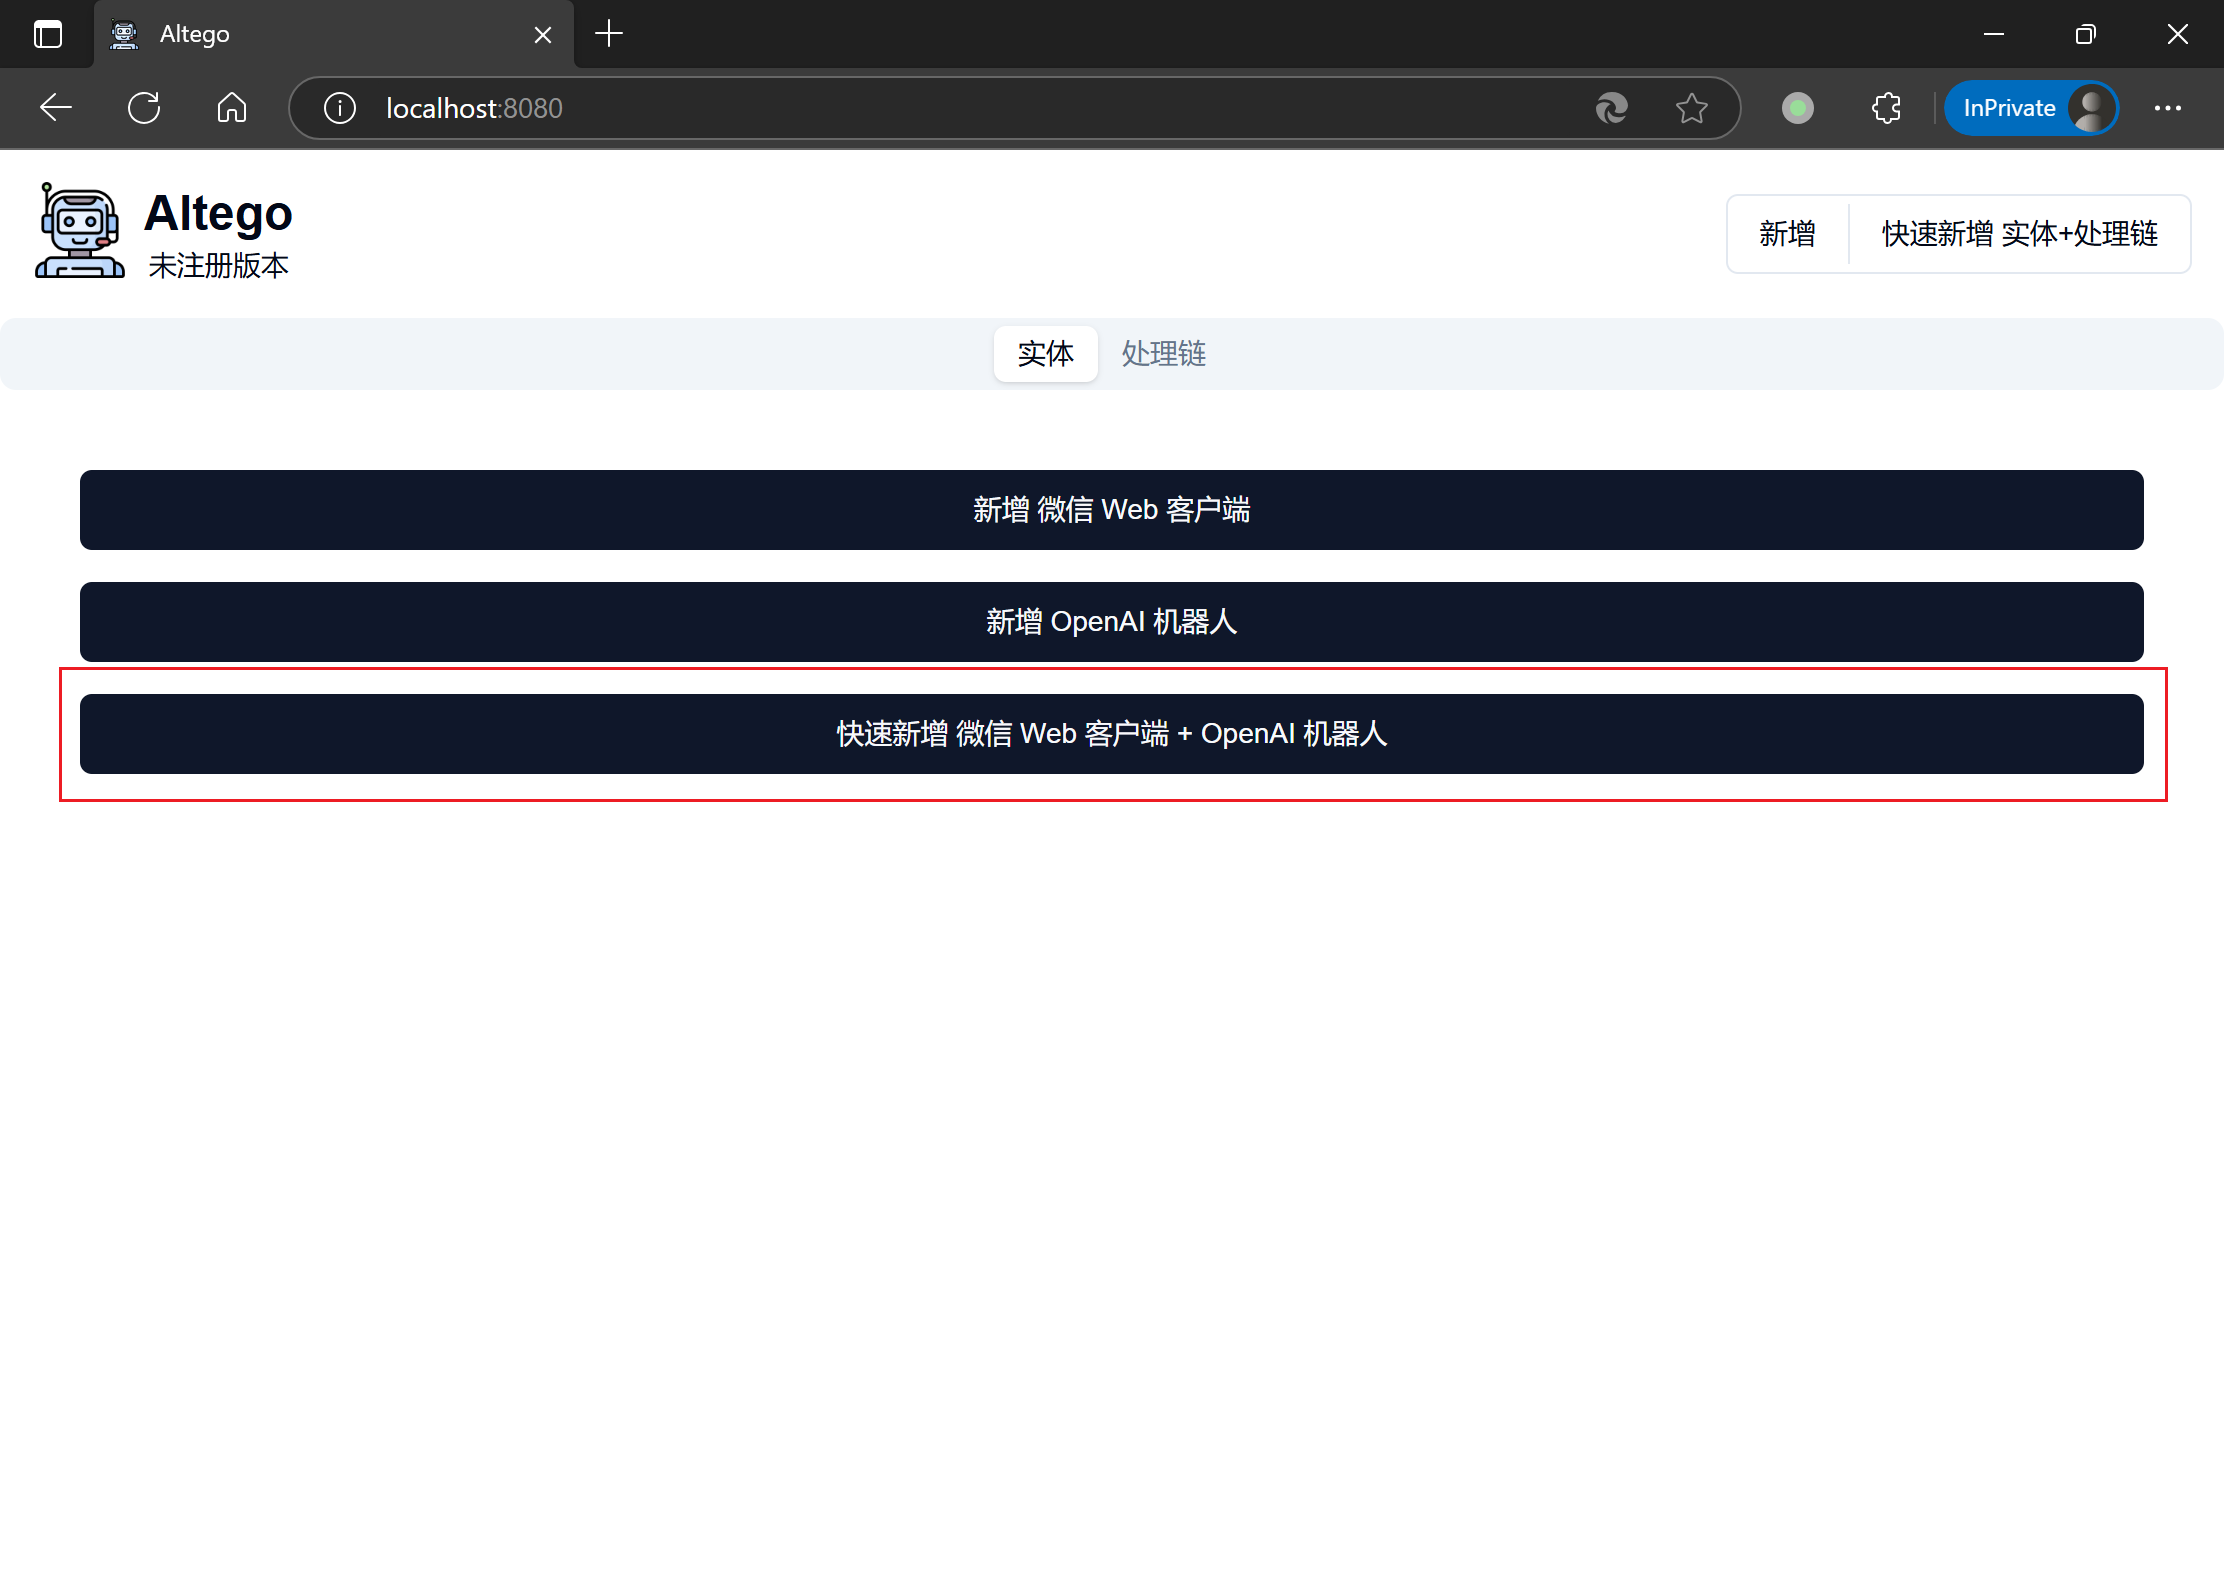 Altego
localhost:8080
InPrivate
Altego
未注册版本
新增
快速新增 实体+处理链
实体
处理链
新增 微信 Web 客户端
新增 OpenAI 机器人
快速新增 微信 Web 客户端 + OpenAI 机器人